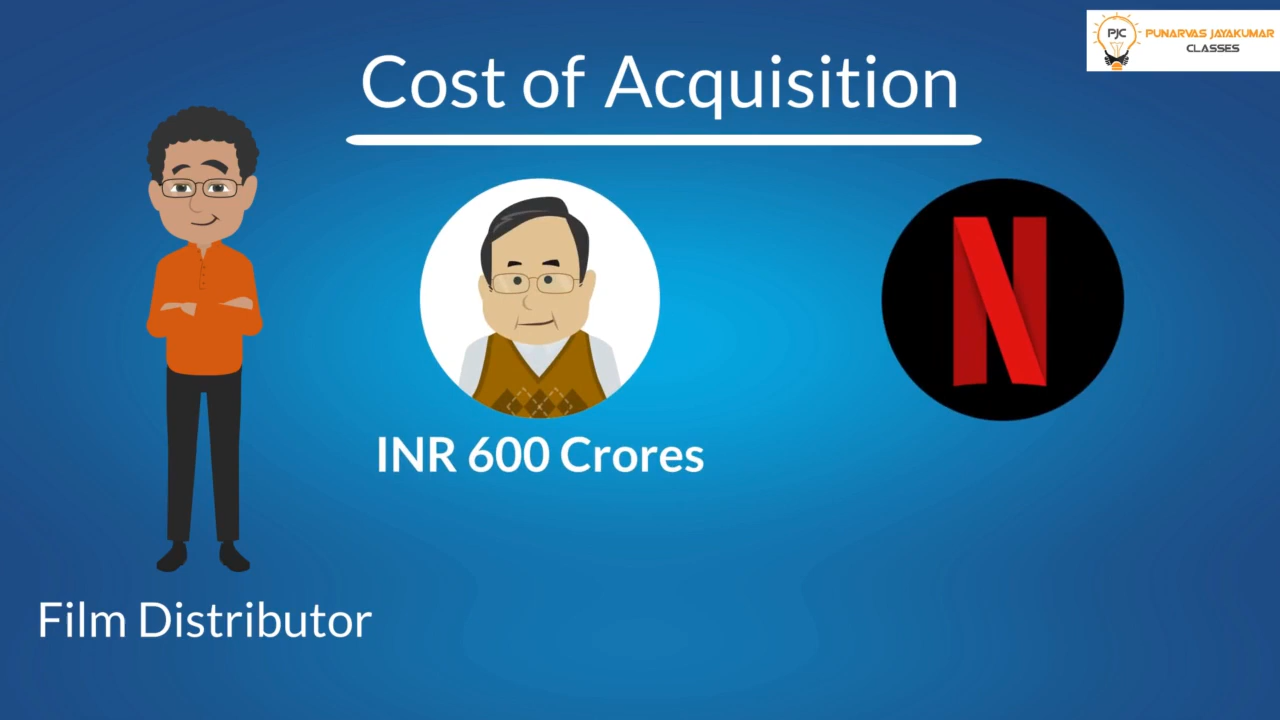 PJC
PUNARVAS JAYAKUMAR
CLASSES
Cost of Acquisition
N
INR 600 Crores
Film Distributor